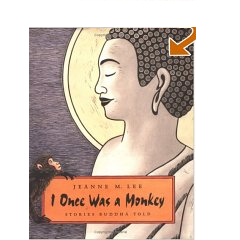 JEANNE M. LEE
I Once Was a Monkey
STORIES BUDDHA TOLD